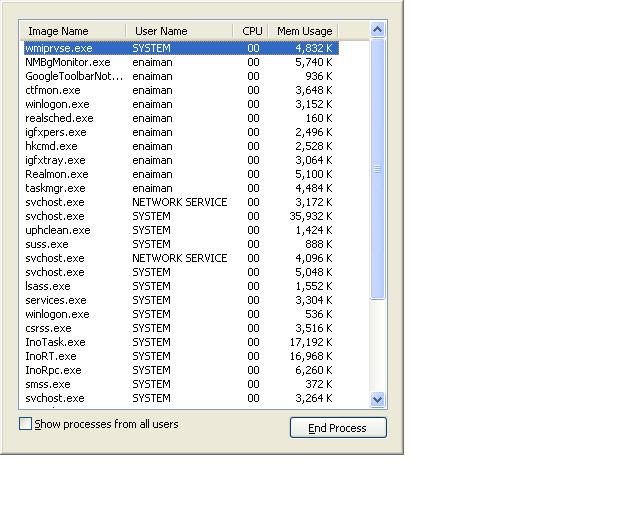 Image Name User Name CPU Mem Usage
wmiprvse.exe SYSTEM 00 4,832 K
NMBgMonitor.exe enaiman 00 5,740 K
GoogleToolbarNot... enaiman 00 936 K
ctfmon.exe enaiman 00 3,648 K
winlogon.exe enaiman 00 3,152 K
realsched.exe enaiman 00 160 K
igfxpers.exe enaiman 00 2,496 K
hkcmd.exe enaiman 00 2,528 K
igfxtray.exe enaiman 00 3,064 K
Realmon.exe enaiman 00 5,100 K
taskmgr.exe enaiman 00 4,484 K
svchost.exe NETWORK SERVICE 00 3,172 K
svchost.exe SYSTEM 00 35,932 K
uphclean.exe SYSTEM 00 1,424 K
suss.exe SYSTEM 00 888 K
svchost.exe NETWORK SERVICE 00 4,096 K
svchost.exe SYSTEM 00 5,048 K
lsass.exe SYSTEM 00 1,552 K
services.exe SYSTEM 00 3,304 K
winlogon.exe SYSTEM 00 536 K
csrss.exe SYSTEM 00 3,516 K
InoTask.exe SYSTEM 00 17,192 K
InoRT.exe SYSTEM 00 16,968 K
InoRpc.exe SYSTEM 00 6,260 K
smss.exe SYSTEM 00 372 K
svchost.exe SYSTEM 00 3,264 K
Show processes from all users End Process